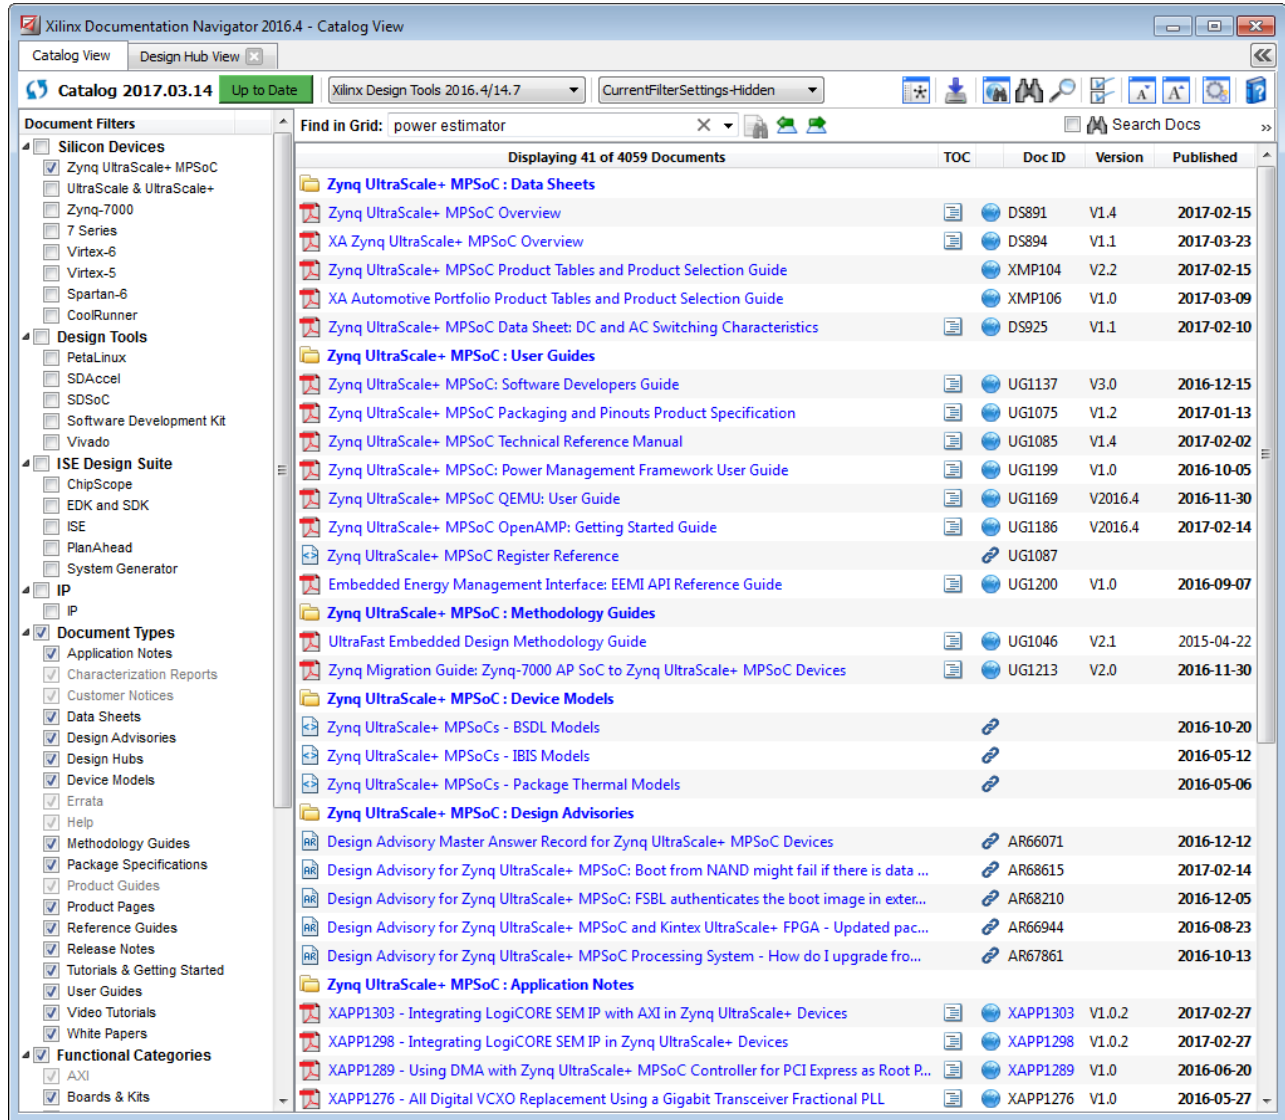 Xilinx Documentation Navigator 2016.4 - Catalog View
Catalog View Design Hub View
Catalog 2017.03.14 Up to Date Xilinx Design Tools 2016.4/14.7 CurrentFilterSettings-Hidden
Document Filters
Silicon Devices
Zynq UltraScale+ MPSoC
UltraScale & UltraScale+
Zynq-7000
7 Series
Virtex-6
Virtex-5
Spartan-6
CoolRunner
Design Tools
PetaLinux
SDAccel
SDSoC
Software Development Kit
Vivado
ISE Design Suite
ChipScope
EDK and SDK
ISE
PlanAhead
System Generator
IP
IP
Document Types
Application Notes
Characterization Reports
Customer Notices
Data Sheets
Design Advisories
Design Hubs
Device Models
Errata
Help
Methodology Guides
Package Specifications
Product Guides
Product Pages
Reference Guides
Release Notes
Tutorials & Getting Started
User Guides
Video Tutorials
White Papers
Functional Categories
AXI
Boards & Kits
Find in Grid: power estimator Search Docs »
Displaying 41 of 4059 Documents TOC Doc ID Version Published
Zynq UltraScale+ MPSoC : Data Sheets
Zynq UltraScale+ MPSoC Overview DS891 V1.4 2017-02-15
XA Zynq UltraScale+ MPSoC Overview DS894 V1.1 2017-03-23
Zynq UltraScale+ MPSoC Product Tables and Product Selection Guide XMP104 V2.2 2017-02-15
XA Automotive Portfolio Product Tables and Product Selection Guide XMP106 V1.0 2017-03-09
Zynq UltraScale+ MPSoC Data Sheet: DC and AC Switching Characteristics DS925 V1.1 2017-02-10
Zynq UltraScale+ MPSoC : User Guides
Zynq UltraScale+ MPSoC: Software Developers Guide UG1137 V3.0 2016-12-15
Zynq UltraScale+ MPSoC Packaging and Pinouts Product Specification UG1075 V1.2 2017-01-13
Zynq UltraScale+ MPSoC Technical Reference Manual UG1085 V1.4 2017-02-02
Zynq UltraScale+ MPSoC: Power Management Framework User Guide UG1199 V1.0 2016-10-05
Zynq UltraScale+ MPSoC QEMU: User Guide UG1169 V2016.4 2016-11-30
Zynq UltraScale+ MPSoC OpenAMP: Getting Started Guide UG1186 V2016.4 2017-02-14
Zynq UltraScale+ MPSoC Register Reference UG1087
Embedded Energy Management Interface: EEMI API Reference Guide UG1200 V1.0 2016-09-07
Zynq UltraScale+ MPSoC : Methodology Guides
UltraFast Embedded Design Methodology Guide UG1046 V2.1 2015-04-22
Zynq Migration Guide: Zynq-7000 AP SoC to Zynq UltraScale+ MPSoC Devices UG1213 V2.0 2016-11-30
Zynq UltraScale+ MPSoC : Device Models
Zynq UltraScale+ MPSoCs - BSDL Models 2016-10-20
Zynq UltraScale+ MPSoCs - IBIS Models 2016-05-12
Zynq UltraScale+ MPSoCs - Package Thermal Models 2016-05-06
Zynq UltraScale+ MPSoC : Design Advisories
AR Design Advisory Master Answer Record for Zynq UltraScale+ MPSoC Devices AR66071 2016-12-12
AR Design Advisory for Zynq UltraScale+ MPSoC: Boot from NAND might fail if there is data ... AR68615 2017-02-14
AR Design Advisory for Zynq UltraScale+ MPSoC: FSBL authenticates the boot image in exter... AR68210 2016-12-05
AR Design Advisory for Zynq UltraScale+ MPSoC and Kintex UltraScale+ FPGA - Updated pac... AR66944 2016-08-23
AR Design Advisory for Zynq UltraScale+ MPSoC Processing System - How do I upgrade fro... AR67861 2016-10-13
Zynq UltraScale+ MPSoC : Application Notes
XAPP1303 - Integrating LogiCORE SEM IP with AXI in Zynq UltraScale+ Devices XAPP1303 V1.0.2 2017-02-27
XAPP1298 - Integrating LogiCORE SEM IP in Zynq UltraScale+ Devices XAPP1298 V1.0.2 2017-02-27
XAPP1289 - Using DMA with Zynq UltraScale+ MPSoC Controller for PCI Express as Root P... XAPP1289 V1.0 2016-06-20
XAPP1276 - All Digital VCXO Replacement Using a Gigabit Transceiver Fractional PLL XAPP1276 V1.0 2016-05-27